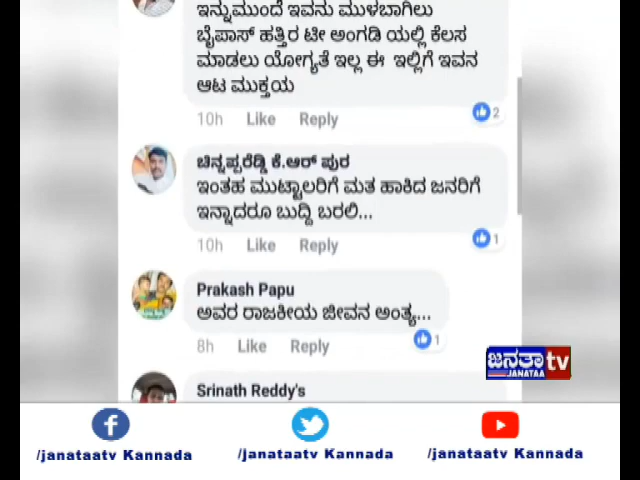 ಇನ್ನುಮುಂದೆ ಇವನು ಮುಳಬಾಗಿಲು
ಬೈಪಾಸ್ ಹತ್ತಿರ ಟೀ ಅಂಗಡಿ ಯಲ್ಲಿ ಕೆಲಸ
ಮಾಡಲು ಯೋಗ್ಯತೆ ಇಲ್ಲ ಈ ಇಲ್ಲಿಗೆ ಇವನ
ಆಟ ಮುಕ್ತಯ
10h Like Reply 2
ಚಿನ್ನಪ್ಪರೆಡ್ಡಿ ಕೆ.ಆರ್ ಪುರ
ಇಂತಹ ಮುಟ್ಟಾಲರಿಗೆ ಮತ ಹಾಕಿದ ಜನರಿಗೆ
ಇನ್ನಾದರೂ ಬುದ್ದಿ ಬರಲಿ...
10h Like Reply 1
Prakash Papu
ಅವರ ರಾಜಕೀಯ ಜೀವನ ಅಂತ್ಯ...
8h Like Reply 1
ಜನತಾ tv
JANATAA
Srinath Reddy's
/janataatv Kannada /janataatv Kannada /janataatv Kannada